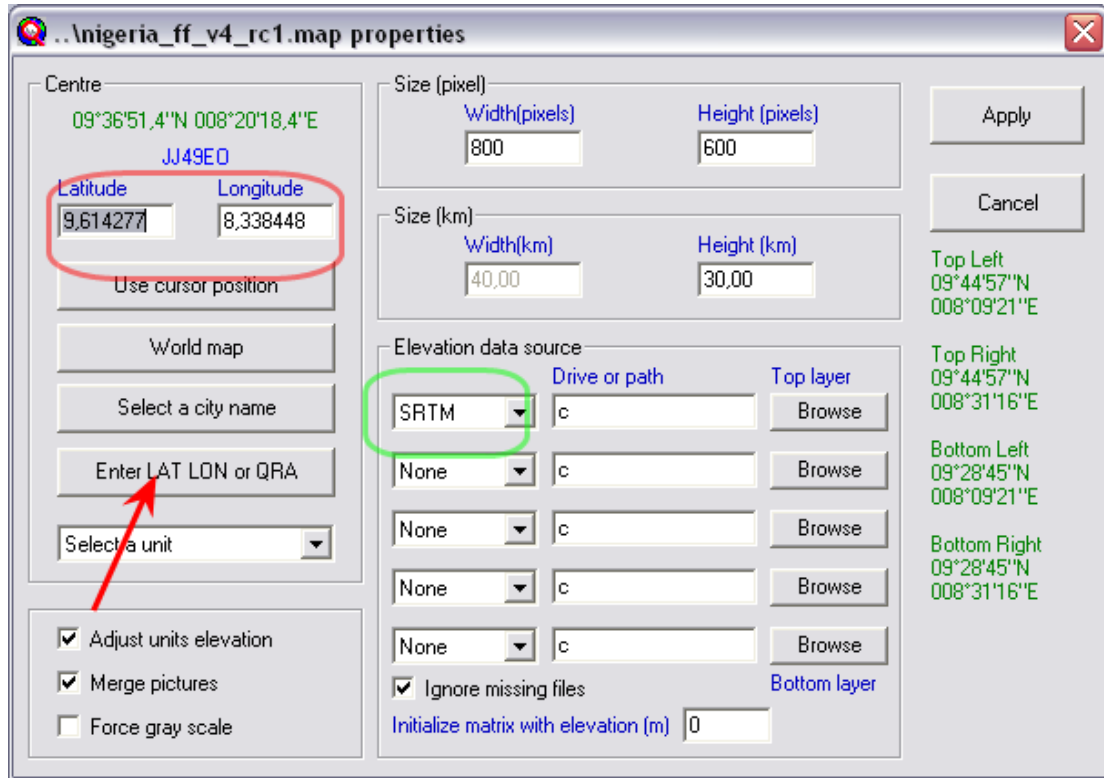 ..\nigeria_ff_v4_rc1.map properties
Centre
09°36'51,4"N 008°20'18,4"E
JJ49EO
Latitude Longitude
9,614277 8,338448
Use cursor position
World map
Select a city name
Enter LAT LON or QRA
Select a unit
Adjust units elevation
Merge pictures
Force gray scale
Size (pixel)
Width(pixels) Height (pixels)
800 600
Size (km)
Width(km) Height (km)
40,00 30,00
Elevation data source
Drive or path Top layer
SRTM c Browse
None c Browse
None c Browse
None c Browse
None c Browse
Ignore missing files Bottom layer
Initialize matrix with elevation (m) 0
Apply
Cancel
Top Left
09°44'57"N
008°09'21"E
Top Right
09°44'57"N
008°31'16"E
Bottom Left
09°28'45"N
008°09'21"E
Bottom Right
09°28'45"N
008°31'16"E